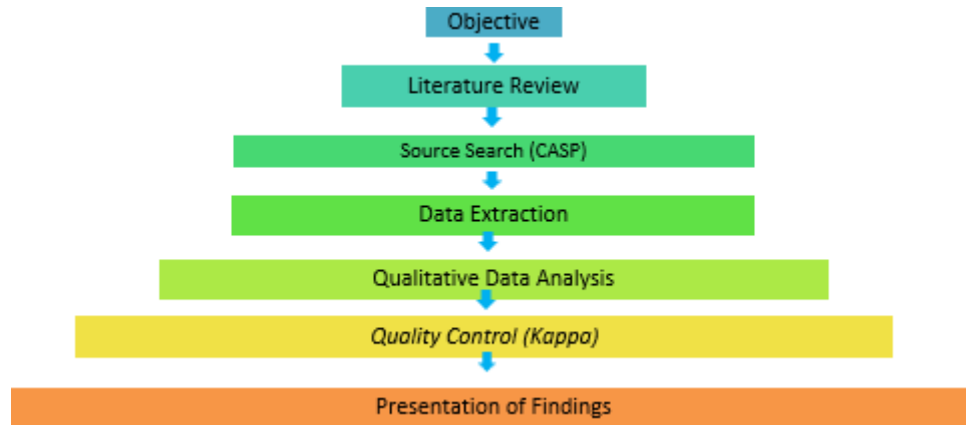 Objective
Literature Review
Source Search (CASP)
Data Extraction
Qualitative Data Analysis
Quality Control (Kappa)
Presentation of Findings